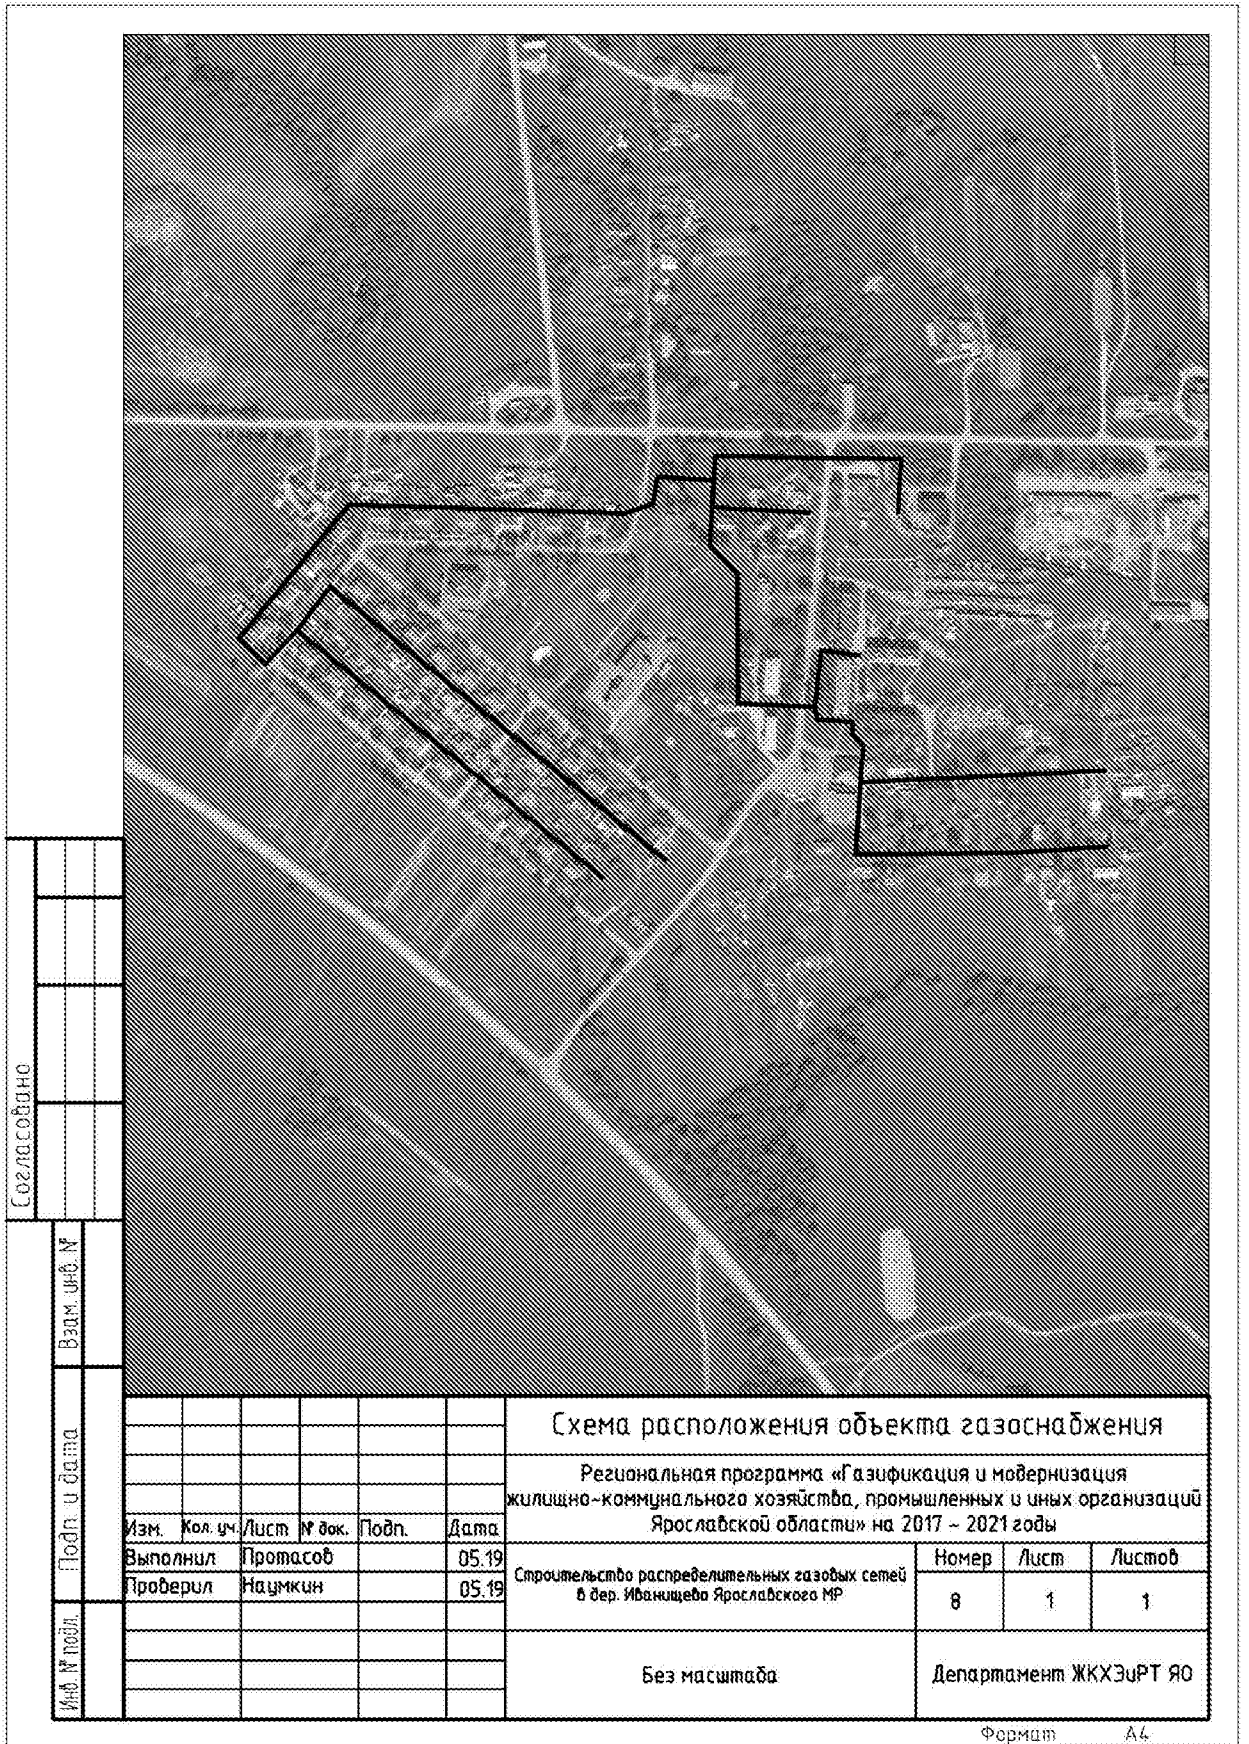 Согласовано
Взам. инв. №
Подп. и дата
Инв. № подл.
Схема расположения объекта газоснабжения
Региональная программа «Газификация и модернизация
жилищно-коммунального хозяйства, промышленных и иных организаций
Ярославской области» на 2017 - 2021 годы
Изм. Кол. уч. Лист № док. Подп. Дата
Выполнил Протасов 05.19
Проверил Наумкин 05.19
Строительство распределительных газовых сетей
в дер. Иванищево Ярославского МР
Номер Лист Листов
8 1 1
Без масштаба
Департамент ЖКХЭиРТ ЯО
Формат А4